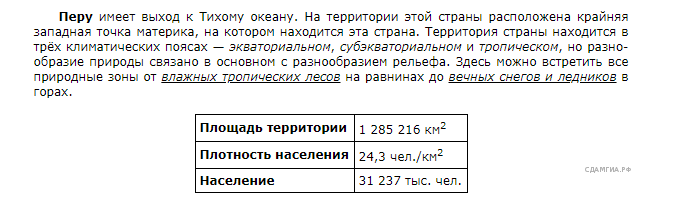 Перу имеет выход к Тихому океану. На территории этой страны расположена крайняя
западная точка материка, на котором находится эта страна. Территория страны находится в
трёх климатических поясах — экваториальном, субэкваториальном и тропическом, но разно-
образие природы связано в основном с разнообразием рельефа. Здесь можно встретить все
природные зоны от влажных тропических лесов на равнинах до вечных снегов и ледников в
горах.
Площадь территории 1 285 216 км²
Плотность населения 24,3 чел./км²
Население 31 237 тыс. чел.
СДАМГИА.РФ